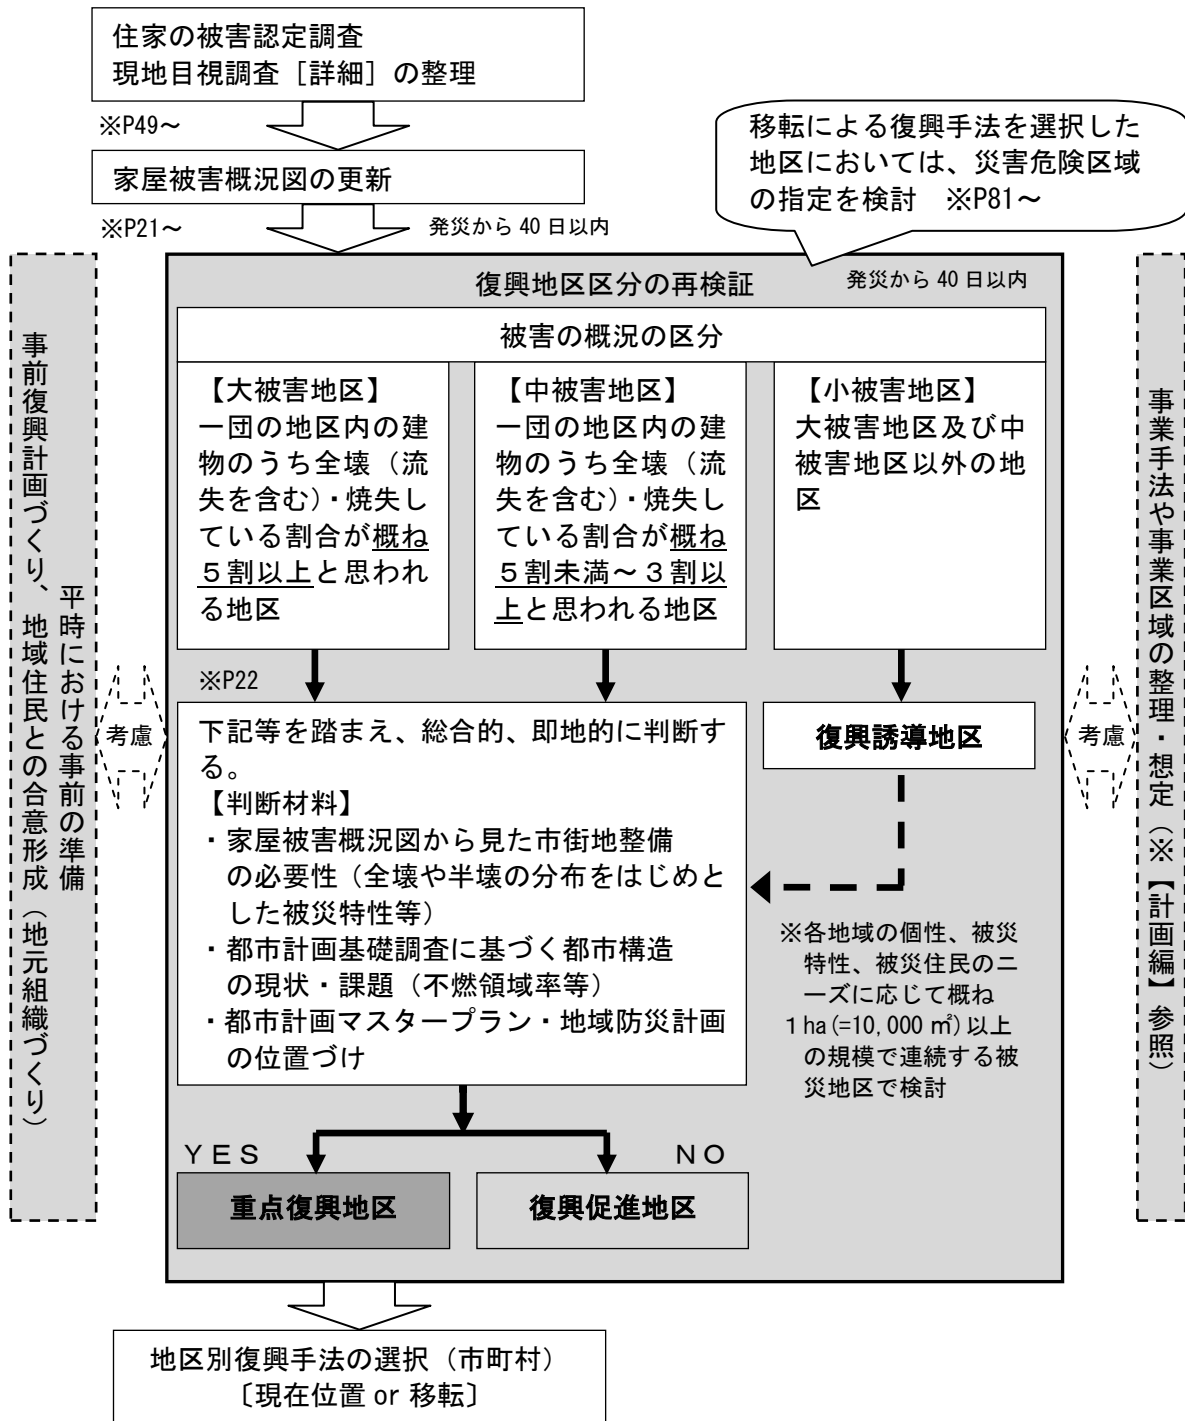 住家の被害認定調査
現地目視調査［詳細］の整理
※P49～
家屋被害概況図の更新
※P21～
発災から 40 日以内
移転による復興手法を選択した
地区においては、災害危険区域
の指定を検討　※P81～
事前復興計画づくり、地域住民との合意形成（地元組織づくり）
平時における事前の準備
考慮
復興地区区分の再検証
発災から 40 日以内
被害の概況の区分
【大被害地区】
一団の地区内の建
物のうち全壊（流
失を含む）・焼失し
ている割合が概ね
５割以上と思われ
る地区
【中被害地区】
一団の地区内の建
物のうち全壊（流
失を含む）・焼失し
ている割合が概ね
５割未満～３割以
上と思われる地区
【小被害地区】
大被害地区及び中
被害地区以外の地
区
※P22
下記等を踏まえ、総合的、即地的に判断す
る。
【判断材料】
・家屋被害概況図から見た市街地整備
の必要性（全壊や半壊の分布をはじめと
した被災特性等）
・都市計画基礎調査に基づく都市構造
の現状・課題（不燃領域率等）
・都市計画マスタープラン・地域防災計画
の位置づけ
復興誘導地区
※各地域の個性、被災
特性、被災住民のニ
ーズに応じて概ね
１ha(=10,000 ㎡)以上
の規模で連続する被
災地区で検討
ＹＥＳ
ＮＯ
重点復興地区
復興促進地区
考慮
事業手法や事業区域の整理・想定（※【計画編】参照）
地区別復興手法の選択（市町村）
〔現在位置 or 移転〕